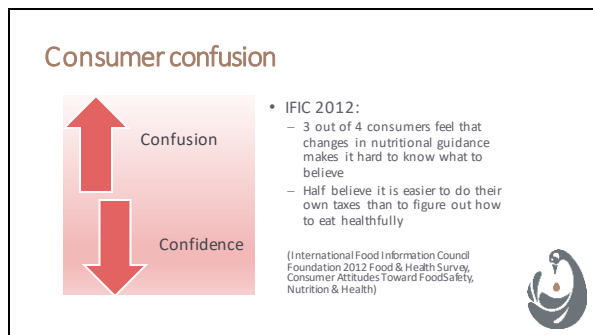 Consumer confusion
Confusion
Confidence
• IFIC 2012:
– 3 out of 4 consumers feel that
changes in nutritional guidance
makes it hard to know what to
believe
– Half believe it is easier to do their
own taxes than to figure out how
to eat healthfully
(International Food Information Council
Foundation 2012 Food & Health Survey,
Consumer Attitudes Toward FoodSafety,
Nutrition & Health)